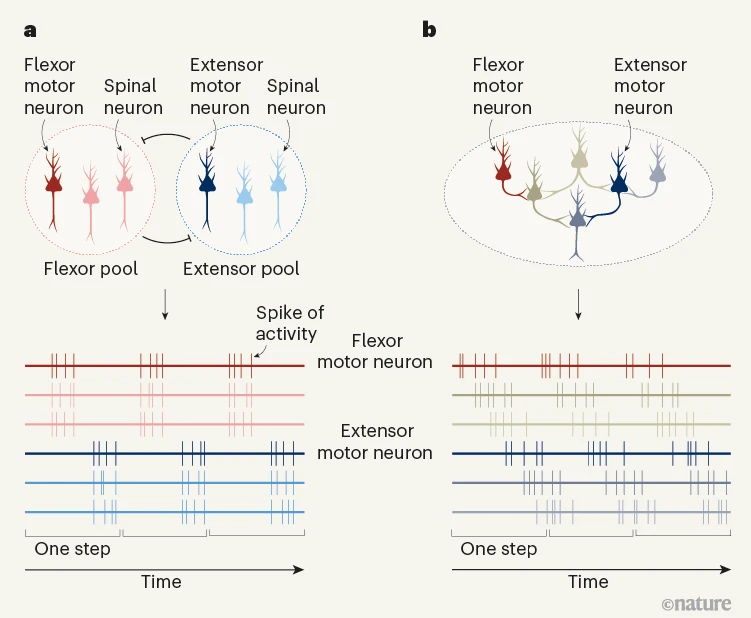 a
Flexor
motor
neuron
Spinal
neuron
Extensor
motor
neuron
Spinal
neuron
Flexor pool
Extensor pool
Spike of
activity
Flexor
motor neuron
Extensor
motor neuron
One step
Time
b
Flexor
motor
neuron
Extensor
motor
neuron
One step
Time
©nature